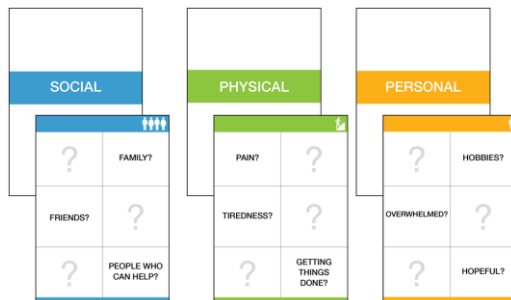 SOCIAL
PHYSICAL
PERSONAL
?
FAMILY?
FRIENDS?
?
?
PEOPLE WHO
CAN HELP?
PAIN?
?
TIREDNESS?
?
?
GETTING
THINGS
DONE?
?
HOBBIES?
OVERWHELMED?
?
?
HOPEFUL?